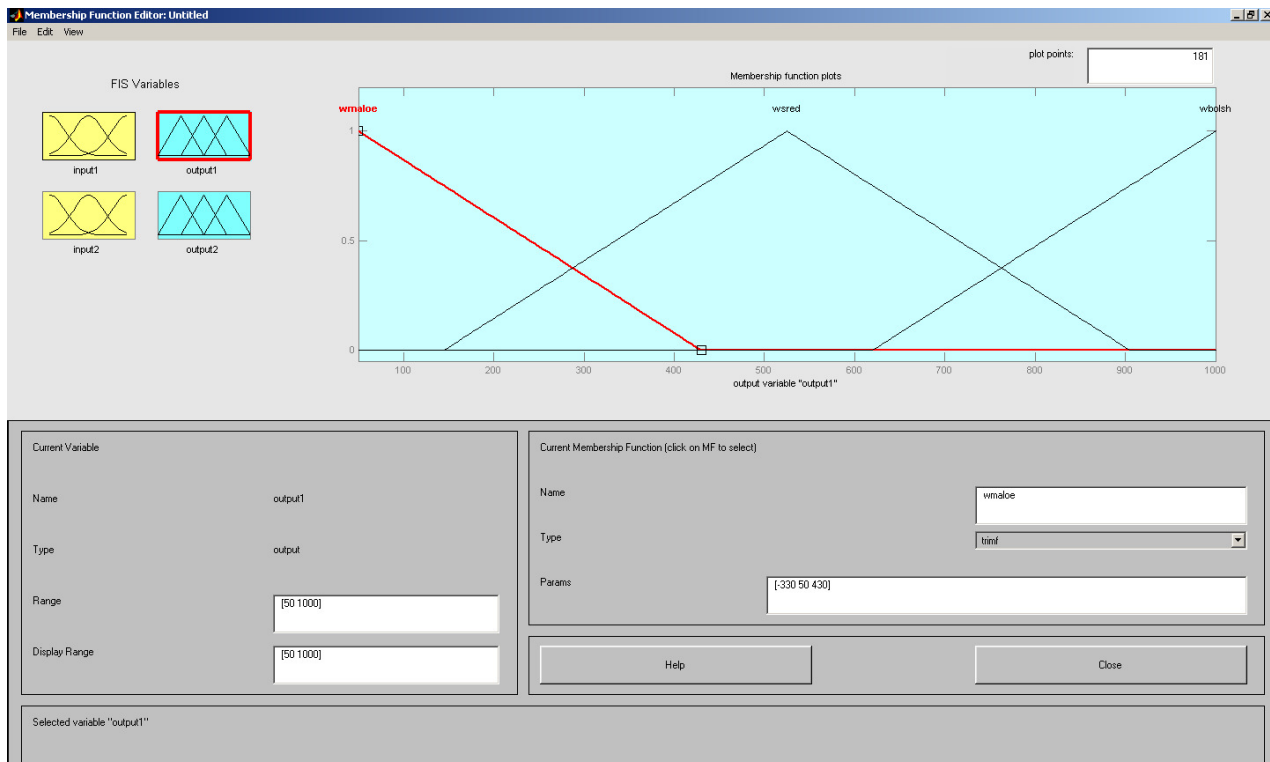 Membership Function Editor: Untitled
File Edit View
plot points: 181
FIS Variables
Membership function plots
wmaloe wsred wbolsh
input1 output1
input2 output2
1
0.5
0
100 200 300 400 500 600 700 800 900 1000
output variable "output1"
Current Variable
Name output1
Type output
Range [50 1000]
Display Range [50 1000]
Current Membership Function (click on MF to select)
Name wmaloe
Type trimf
Params [-330 50 430]
Help Close
Selected variable "output1"